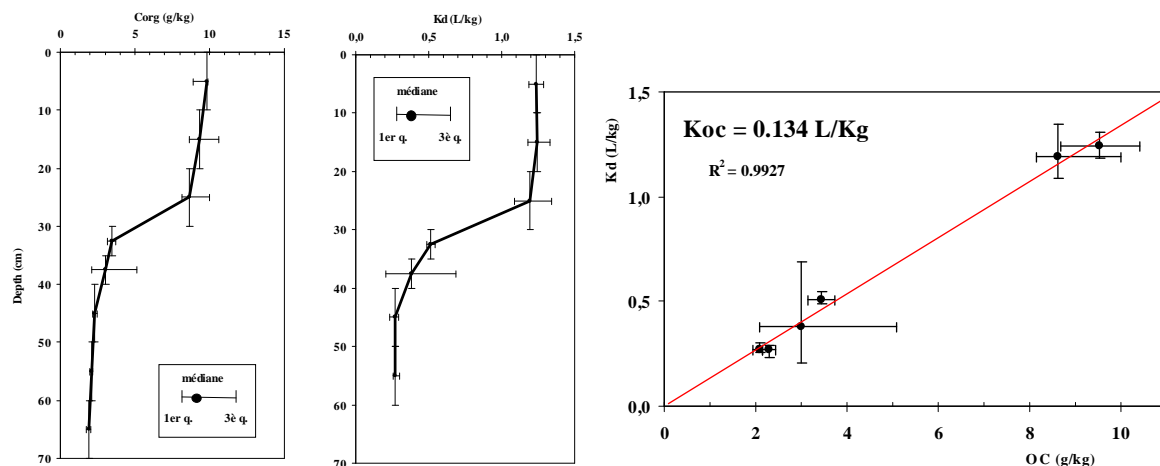 Corg (g/kg)
0 5 10 15
Depth (cm)
0
10
20
30
40
50
60
70
médiane
1er q. 3è q.
Kd (L/kg)
0,0 0,5 1,0 1,5
0
10
20
30
40
50
60
70
médiane
1er q. 3è q.
Koc = 0.134 L/Kg
R² = 0.9927
Kd (L/kg)
1,5
1,0
0,5
0,0
0 2 4 6 8 10
OC (g/kg)